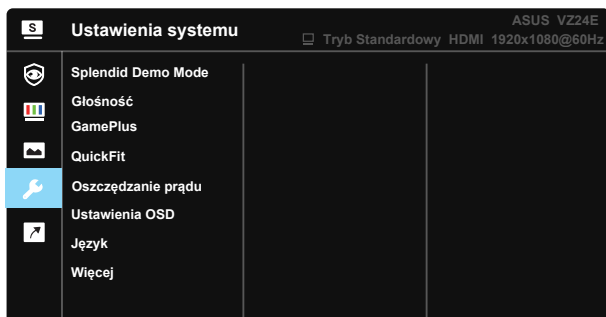 S
Ustawienia systemu
ASUS VZ24E
Tryb Standardowy HDMI 1920x1080@60Hz
Splendid Demo Mode
Głośność
GamePlus
QuickFit
Oszczędzanie prądu
Ustawienia OSD
Język
Więcej